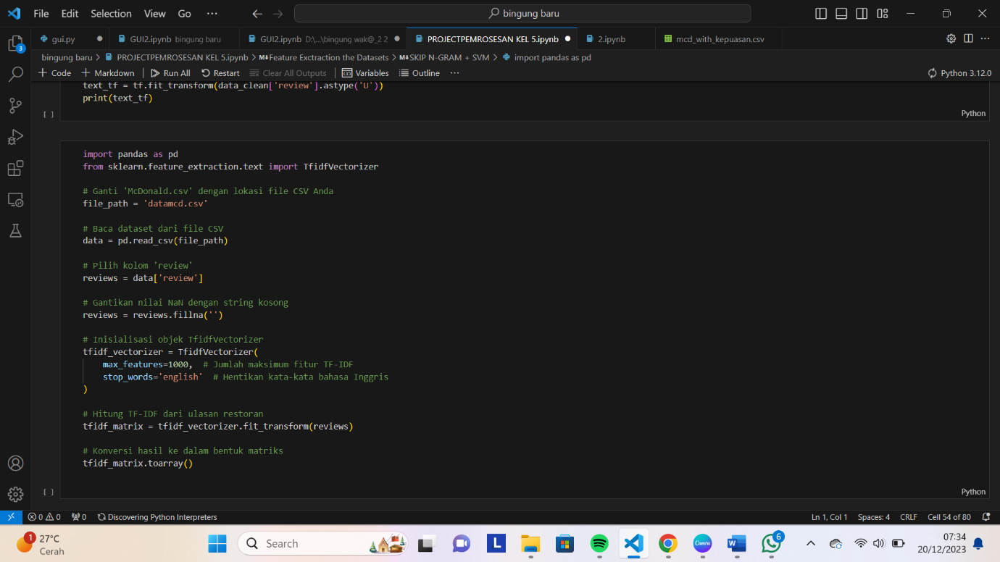 File Edit Selection View Go ··· bingung baru
3
gui.py GUI2.ipynb bingung baru GUI2.ipynb D:\...\bingung wak@_2 2 PROJECTPEMROSESAN KEL 5.ipynb 2.ipynb mcd_with_kepuasan.csv
bingung baru > PROJECTPEMROSESAN KEL 5.ipynb > M↓Feature Exctraction the Datasets > M↓SKIP N-GRAM + SVM > import pandas as pd
+ Code + Markdown Run All Restart Clear All Outputs Variables Outline ··· Python 3.12.0
text_tf = tf.fit_transform(data_clean['review'].astype('U'))
print(text_tf)
[ ] Python
import pandas as pd
from sklearn.feature_extraction.text import TfidfVectorizer
# Ganti 'McDonald.csv' dengan lokasi file CSV Anda
file_path = 'datamcd.csv'
# Baca dataset dari file CSV
data = pd.read_csv(file_path)
# Pilih kolom 'review'
reviews = data['review']
# Gantikan nilai NaN dengan string kosong
reviews = reviews.fillna('')
# Inisialisasi objek TfidfVectorizer
tfidf_vectorizer = TfidfVectorizer(
max_features=1000, # Jumlah maksimum fitur TF-IDF
stop_words='english' # Hentikan kata-kata bahasa Inggris
)
# Hitung TF-IDF dari ulasan restoran
tfidf_matrix = tfidf_vectorizer.fit_transform(reviews)
# Konversi hasil ke dalam bentuk matriks
tfidf_matrix.toarray()
[ ] Python
0 0 0 Discovering Python Interpreters Ln 1, Col 1 Spaces: 4 CRLF Cell 54 of 80
1 27°C
Cerah
Search
L
Canva
W
6
07:34
20/12/2023